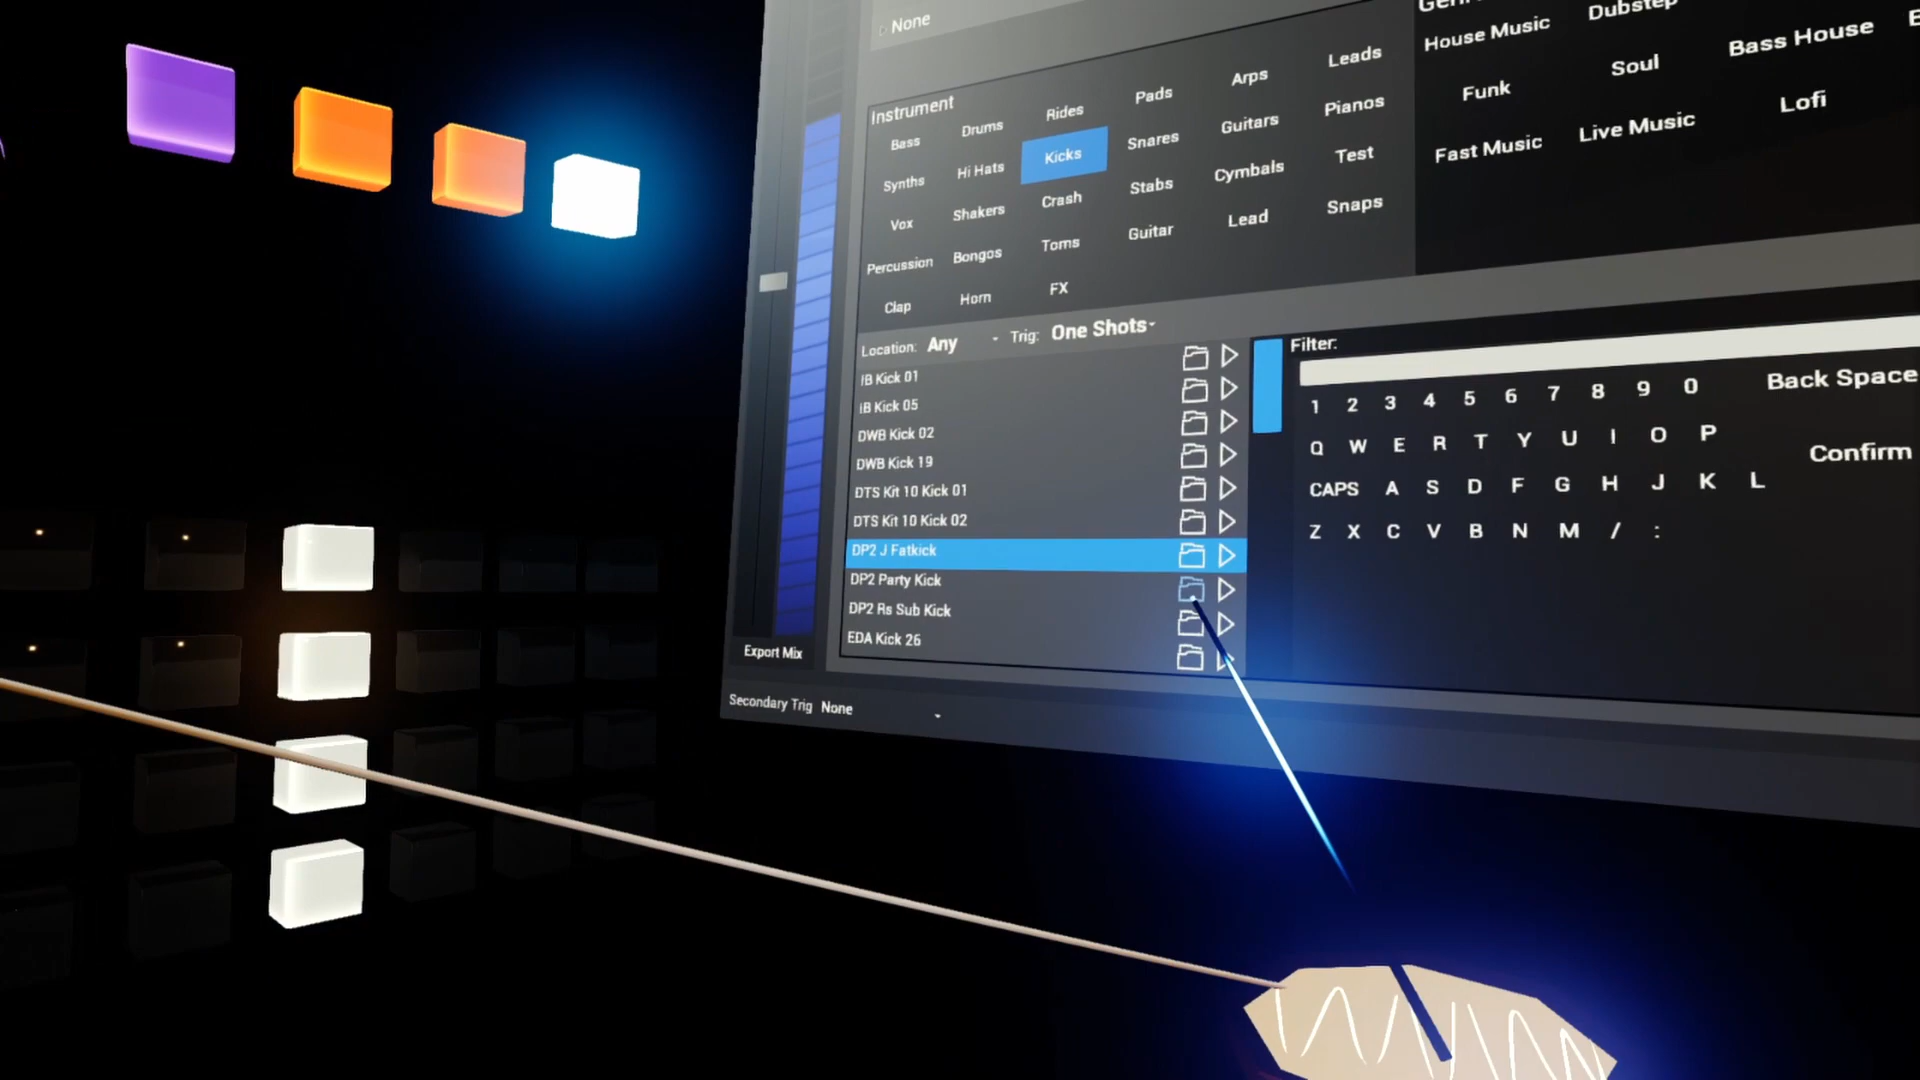 None
Instrument
Bass Drums Rides Pads Arps Leads
Synths Hi Hats Kicks Snares Guitars Pianos
Vox Shakers Crash Stabs Cymbals Test
Percussion Bongos Toms Guitar Lead Snaps
Clap Horn FX
House Music Dubstep
Funk Soul Bass House
Fast Music Live Music Lofi
Location: Any Trig: One Shots
IB Kick 01
IB Kick 05
DWB Kick 02
DWB Kick 19
DTS Kit 10 Kick 01
DTS Kit 10 Kick 02
DP2 J Fatkick
DP2 Party Kick
DP2 Rs Sub Kick
EDA Kick 26
Filter:
1 2 3 4 5 6 7 8 9 0 Back Space
Q W E R T Y U I O P
Confirm
CAPS A S D F G H J K L
Z X C V B N M / :
Export Mix
Secondary Trig None